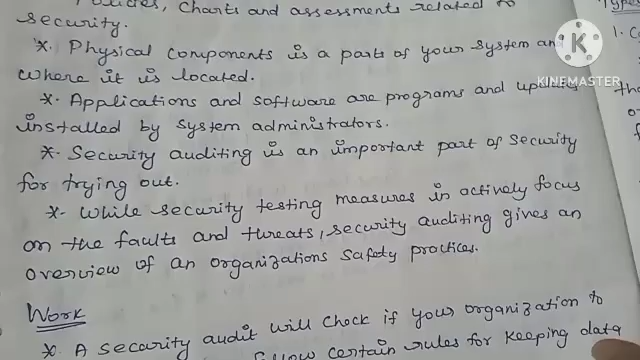 Policies, Charts and assessments related to
security.
*. Physical components is a parts of your system and
where it is located.
*. Applications and software are programs and updates
installed by system administrators.
*. Security auditing is an important part of security
for trying out.
*- While security testing measures in actively focus
on the faults and threats, security auditing gives an
overview of an organizations safety practices.
Work
*. A security audit will check if your organization to
follow certain rules for keeping data
KINEMASTER
Types
1. C